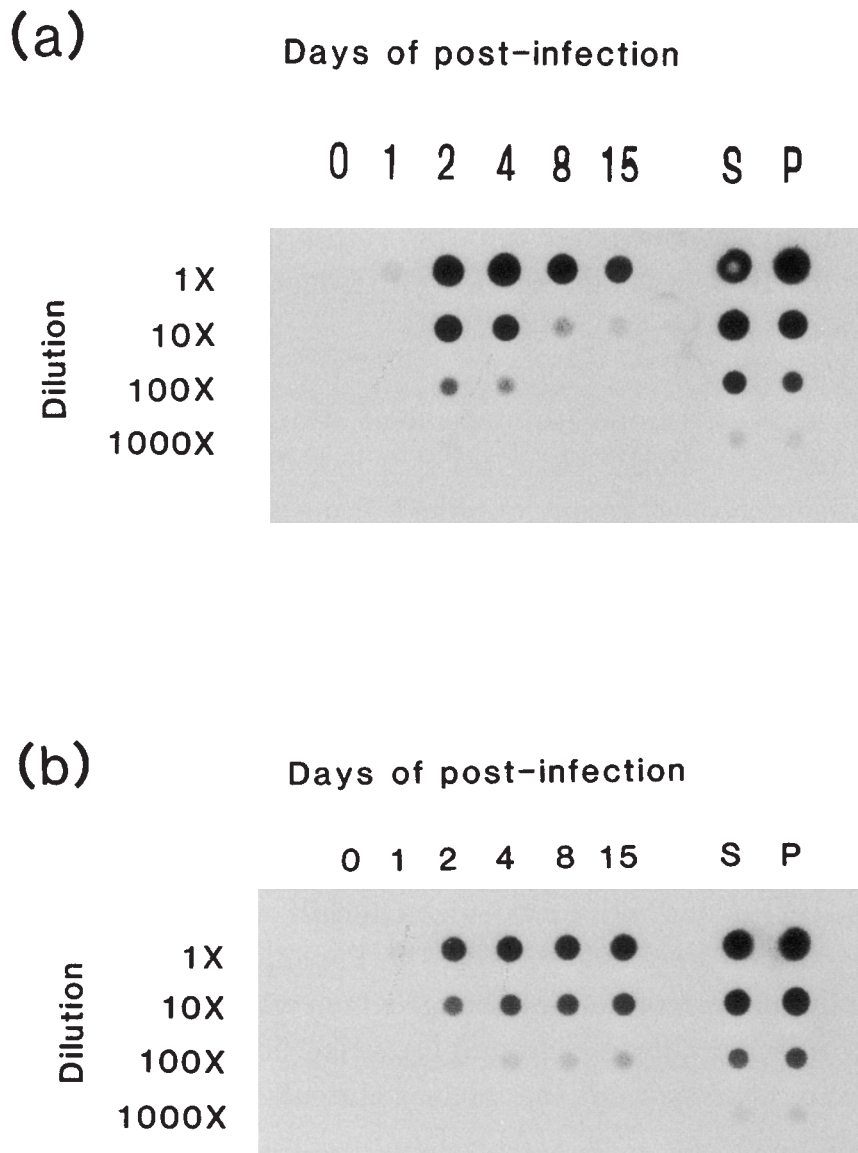 (a)
Days of post-infection
0 1 2 4 8 15 S P
Dilution
1X
10X
100X
1000X
(b)
Days of post-infection
0 1 2 4 8 15 S P
Dilution
1X
10X
100X
1000X